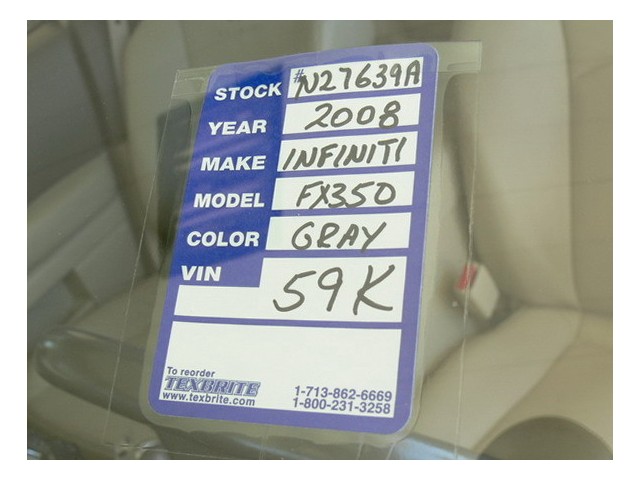 STOCK #N27639A
YEAR 2008
MAKE INFINITI
MODEL FX350
COLOR GRAY
VIN 59K
To reorder
TEXBRITE
www.texbrite.com
1-713-862-6669
1-800-231-3258